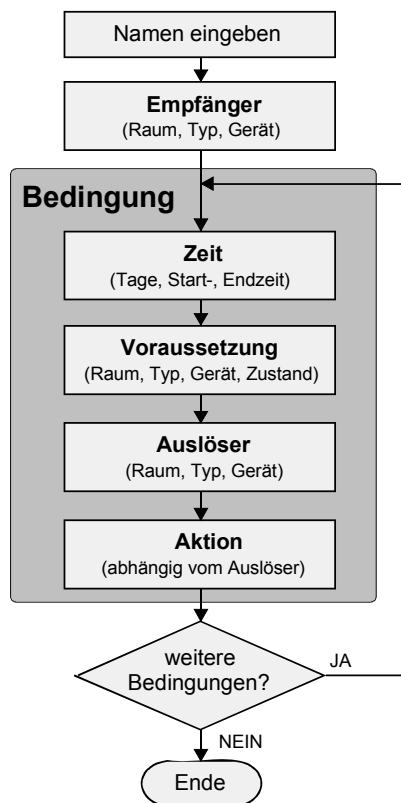 Namen eingeben
Empfänger
(Raum, Typ, Gerät)
Bedingung
Zeit
(Tage, Start-, Endzeit)
Voraussetzung
(Raum, Typ, Gerät, Zustand)
Auslöser
(Raum, Typ, Gerät)
Aktion
(abhängig vom Auslöser)
weitere
Bedingungen?
JA
NEIN
Ende